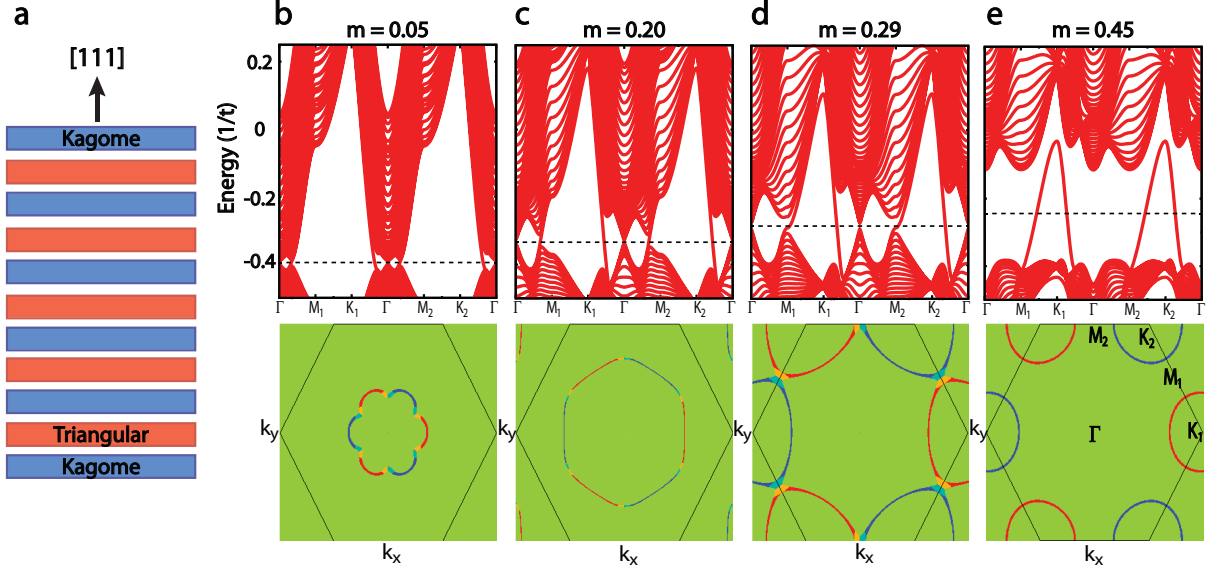 a
[111]
Kagome
Triangular
Kagome
b
m = 0.05
c
m = 0.20
d
m = 0.29
e
m = 0.45
Energy (1/t)
0.2
0
-0.2
-0.4
Γ M1 K1 Γ M2 K2 Γ
Γ M1 K1 Γ M2 K2 Γ
Γ M1 K1 Γ M2 K2 Γ
Γ M1 K1 Γ M2 K2 Γ
ky
kx
ky
kx
ky
kx
ky
M2
K2
M1
Γ
K1
kx